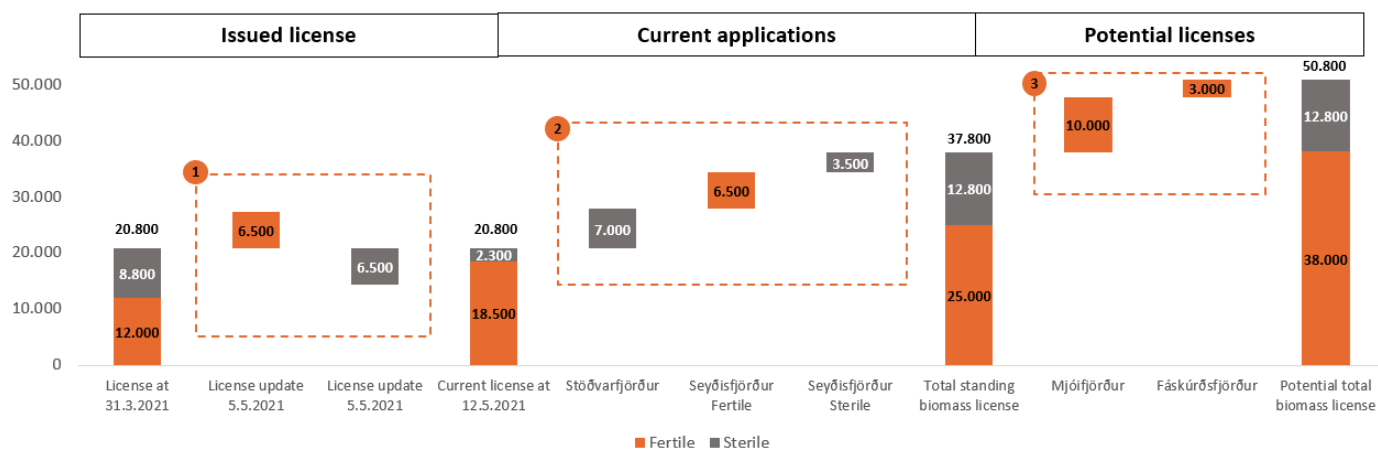 Issued license
Current applications
Potential licenses
50.000
40.000
30.000
20.000
10.000
0
20.800
8.800
12.000
1
6.500
6.500
20.800
2.300
18.500
2
7.000
6.500
3.500
37.800
12.800
25.000
3
10.000
3.000
50.800
12.800
38.000
License at
31.3.2021
License update
5.5.2021
License update
5.5.2021
Current license at
12.5.2021
Stöðvarfjörður
Seyðisfjörður
Fertile
Seyðisfjörður
Sterile
Total standing
biomass license
Mjóifjörður
Fáskúrðsfjörður
Potential total
biomass license
Fertile
Sterile